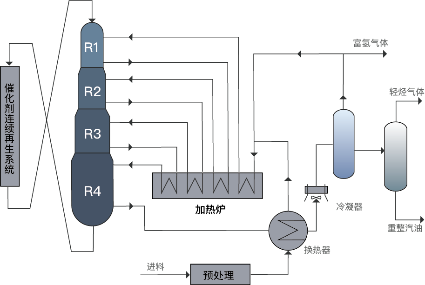 富氢气体
轻烃气体
R1
R2
R3
R4
催化剂连续再生系统
加热炉
冷凝器
换热器
重整汽油
进料
预处理